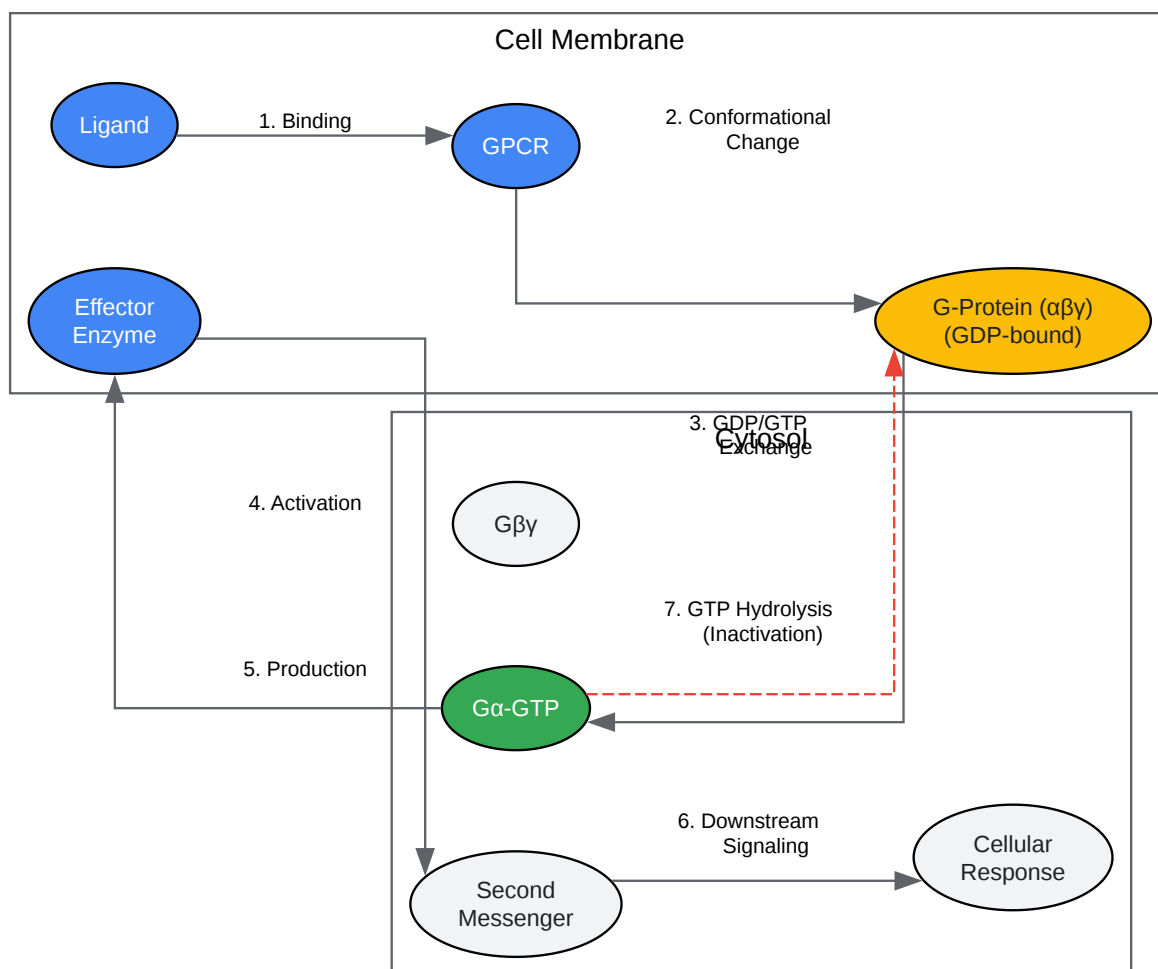 Cell Membrane
Ligand
1. Binding
GPCR
2. Conformational
Change
Effector
Enzyme
G-Protein (αβγ)
(GDP-bound)
3. GDP/GTP
Exchange
Cytosol
4. Activation
Gβγ
7. GTP Hydrolysis
(Inactivation)
5. Production
Gα-GTP
6. Downstream
Signaling
Cellular
Response
Second
Messenger